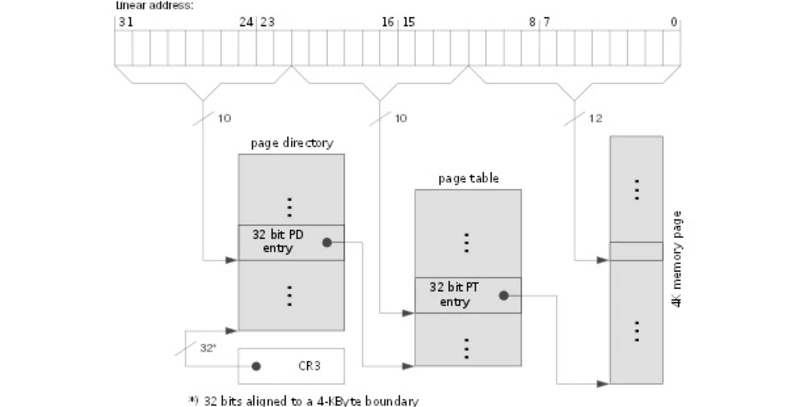 Linear address:
31 24 23 16 15 8 7 0
10 10 12
page directory
page table
32 bit PD
entry
32 bit PT
entry
4K memory page
32*
CR3
*) 32 bits aligned to a 4-KByte boundary